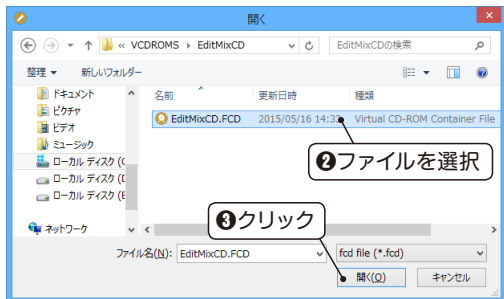 開く
« VCDROMS ▸ EditMixCD
EditMixCDの検索
整理 ▼ 新しいフォルダー
ドキュメント
ピクチャ
ビデオ
ミュージック
ローカル ディスク (C
ローカル ディスク (
ローカル ディスク (E
ネットワーク
名前 更新日時 種類
EditMixCD.FCD 2015/05/16 14:3 Virtual CD-ROM Container File
❷ファイルを選択
❸クリック
ファイル名(N): EditMixCD.FCD fcd file (*.fcd)
開く(O) キャンセル